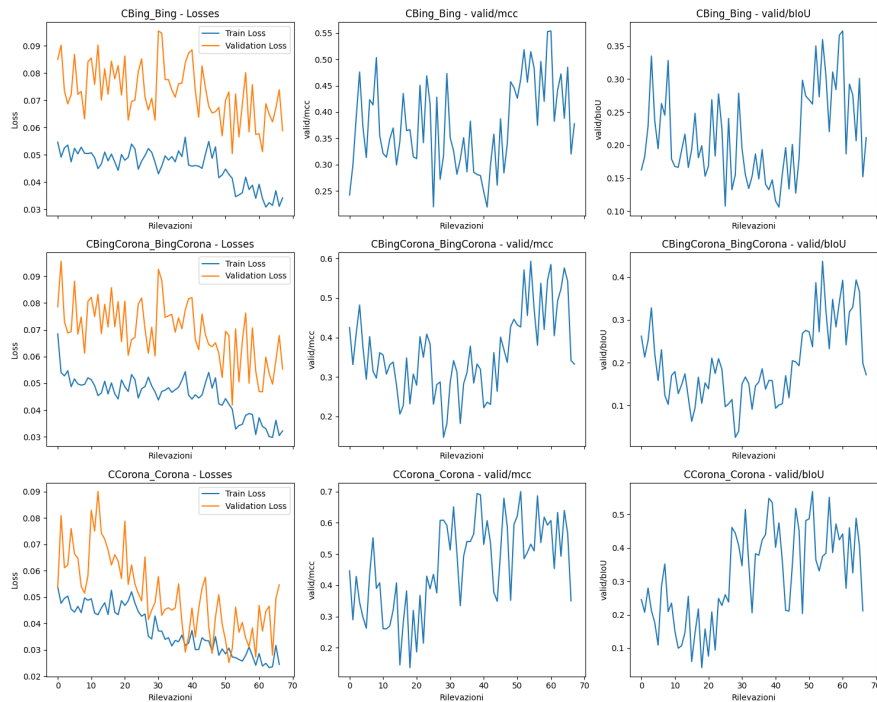 CBing_Bing - Losses
Train Loss
Validation Loss
Loss
0.09
0.08
0.07
0.06
0.05
0.04
0.03
0 10 20 30 40 50 60 70
Rilevazioni
CBing_Bing - valid/mcc
valid/mcc
0.55
0.50
0.45
0.40
0.35
0.30
0.25
Rilevazioni
CBing_Bing - valid/bIoU
valid/bIoU
0.35
0.30
0.25
0.20
0.15
0.10
Rilevazioni
CBingCorona_BingCorona - Losses
Train Loss
Validation Loss
Loss
0.09
0.08
0.07
0.06
0.05
0.04
0.03
Rilevazioni
CBingCorona_BingCorona - valid/mcc
valid/mcc
0.6
0.5
0.4
0.3
0.2
Rilevazioni
CBingCorona_BingCorona - valid/bIoU
valid/bIoU
0.4
0.3
0.2
0.1
Rilevazioni
CCorona_Corona - Losses
Train Loss
Validation Loss
Loss
0.09
0.08
0.07
0.06
0.05
0.04
0.03
0.02
0 10 20 30 40 50 60 70
Rilevazioni
CCorona_Corona - valid/mcc
valid/mcc
0.7
0.6
0.5
0.4
0.3
0.2
0 10 20 30 40 50 60 70
Rilevazioni
CCorona_Corona - valid/bIoU
valid/bIoU
0.5
0.4
0.3
0.2
0.1
0 10 20 30 40 50 60 70
Rilevazioni